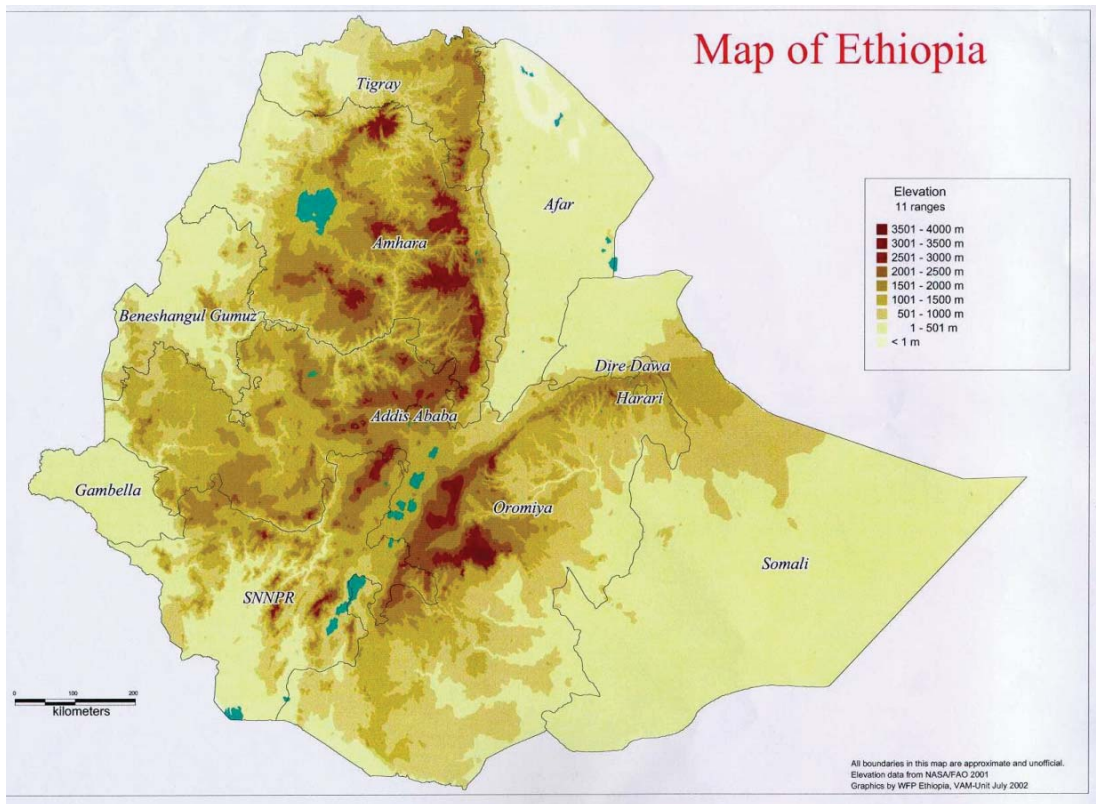 Map of Ethiopia
Tigray
Afar
Amhara
Beneshangul Gumuz
Dire Dawa
Harari
Addis Ababa
Gambella
Oromiya
Somali
SNNPR
Elevation
11 ranges
3501 - 4000 m
3001 - 3500 m
2501 - 3000 m
2001 - 2500 m
1501 - 2000 m
1001 - 1500 m
501 - 1000 m
1 - 501 m
< 1 m
0 100 200
kilometers
All boundaries in this map are approximate and unofficial.
Elevation data from NASA/FAO 2001
Graphics by WFP Ethiopia, VAM-Unit July 2002